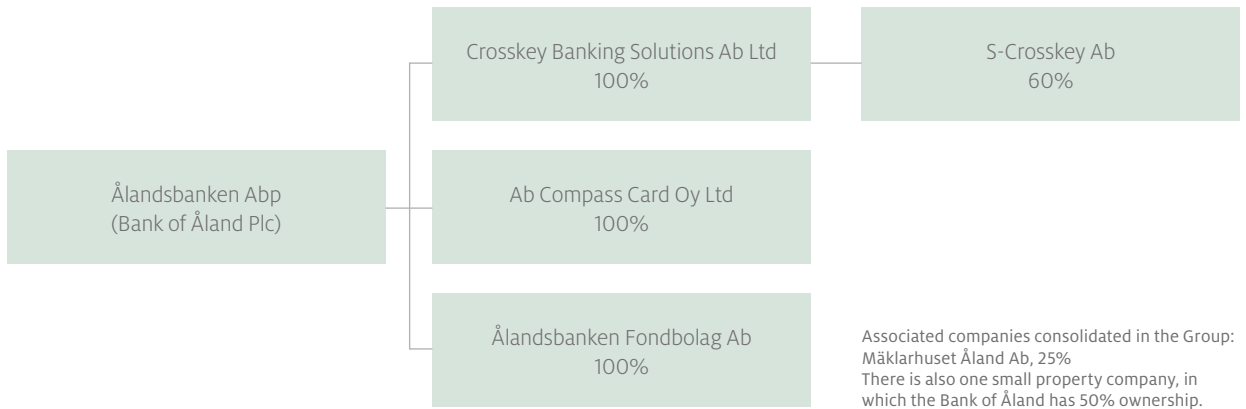 Crosskey Banking Solutions Ab Ltd
100%
S-Crosskey Ab
60%
Ålandsbanken Abp
(Bank of Åland Plc)
Ab Compass Card Oy Ltd
100%
Ålandsbanken Fondbolag Ab
100%
Associated companies consolidated in the Group:
Mäklarhuset Åland Ab, 25%
There is also one small property company, in
which the Bank of Åland has 50% ownership.